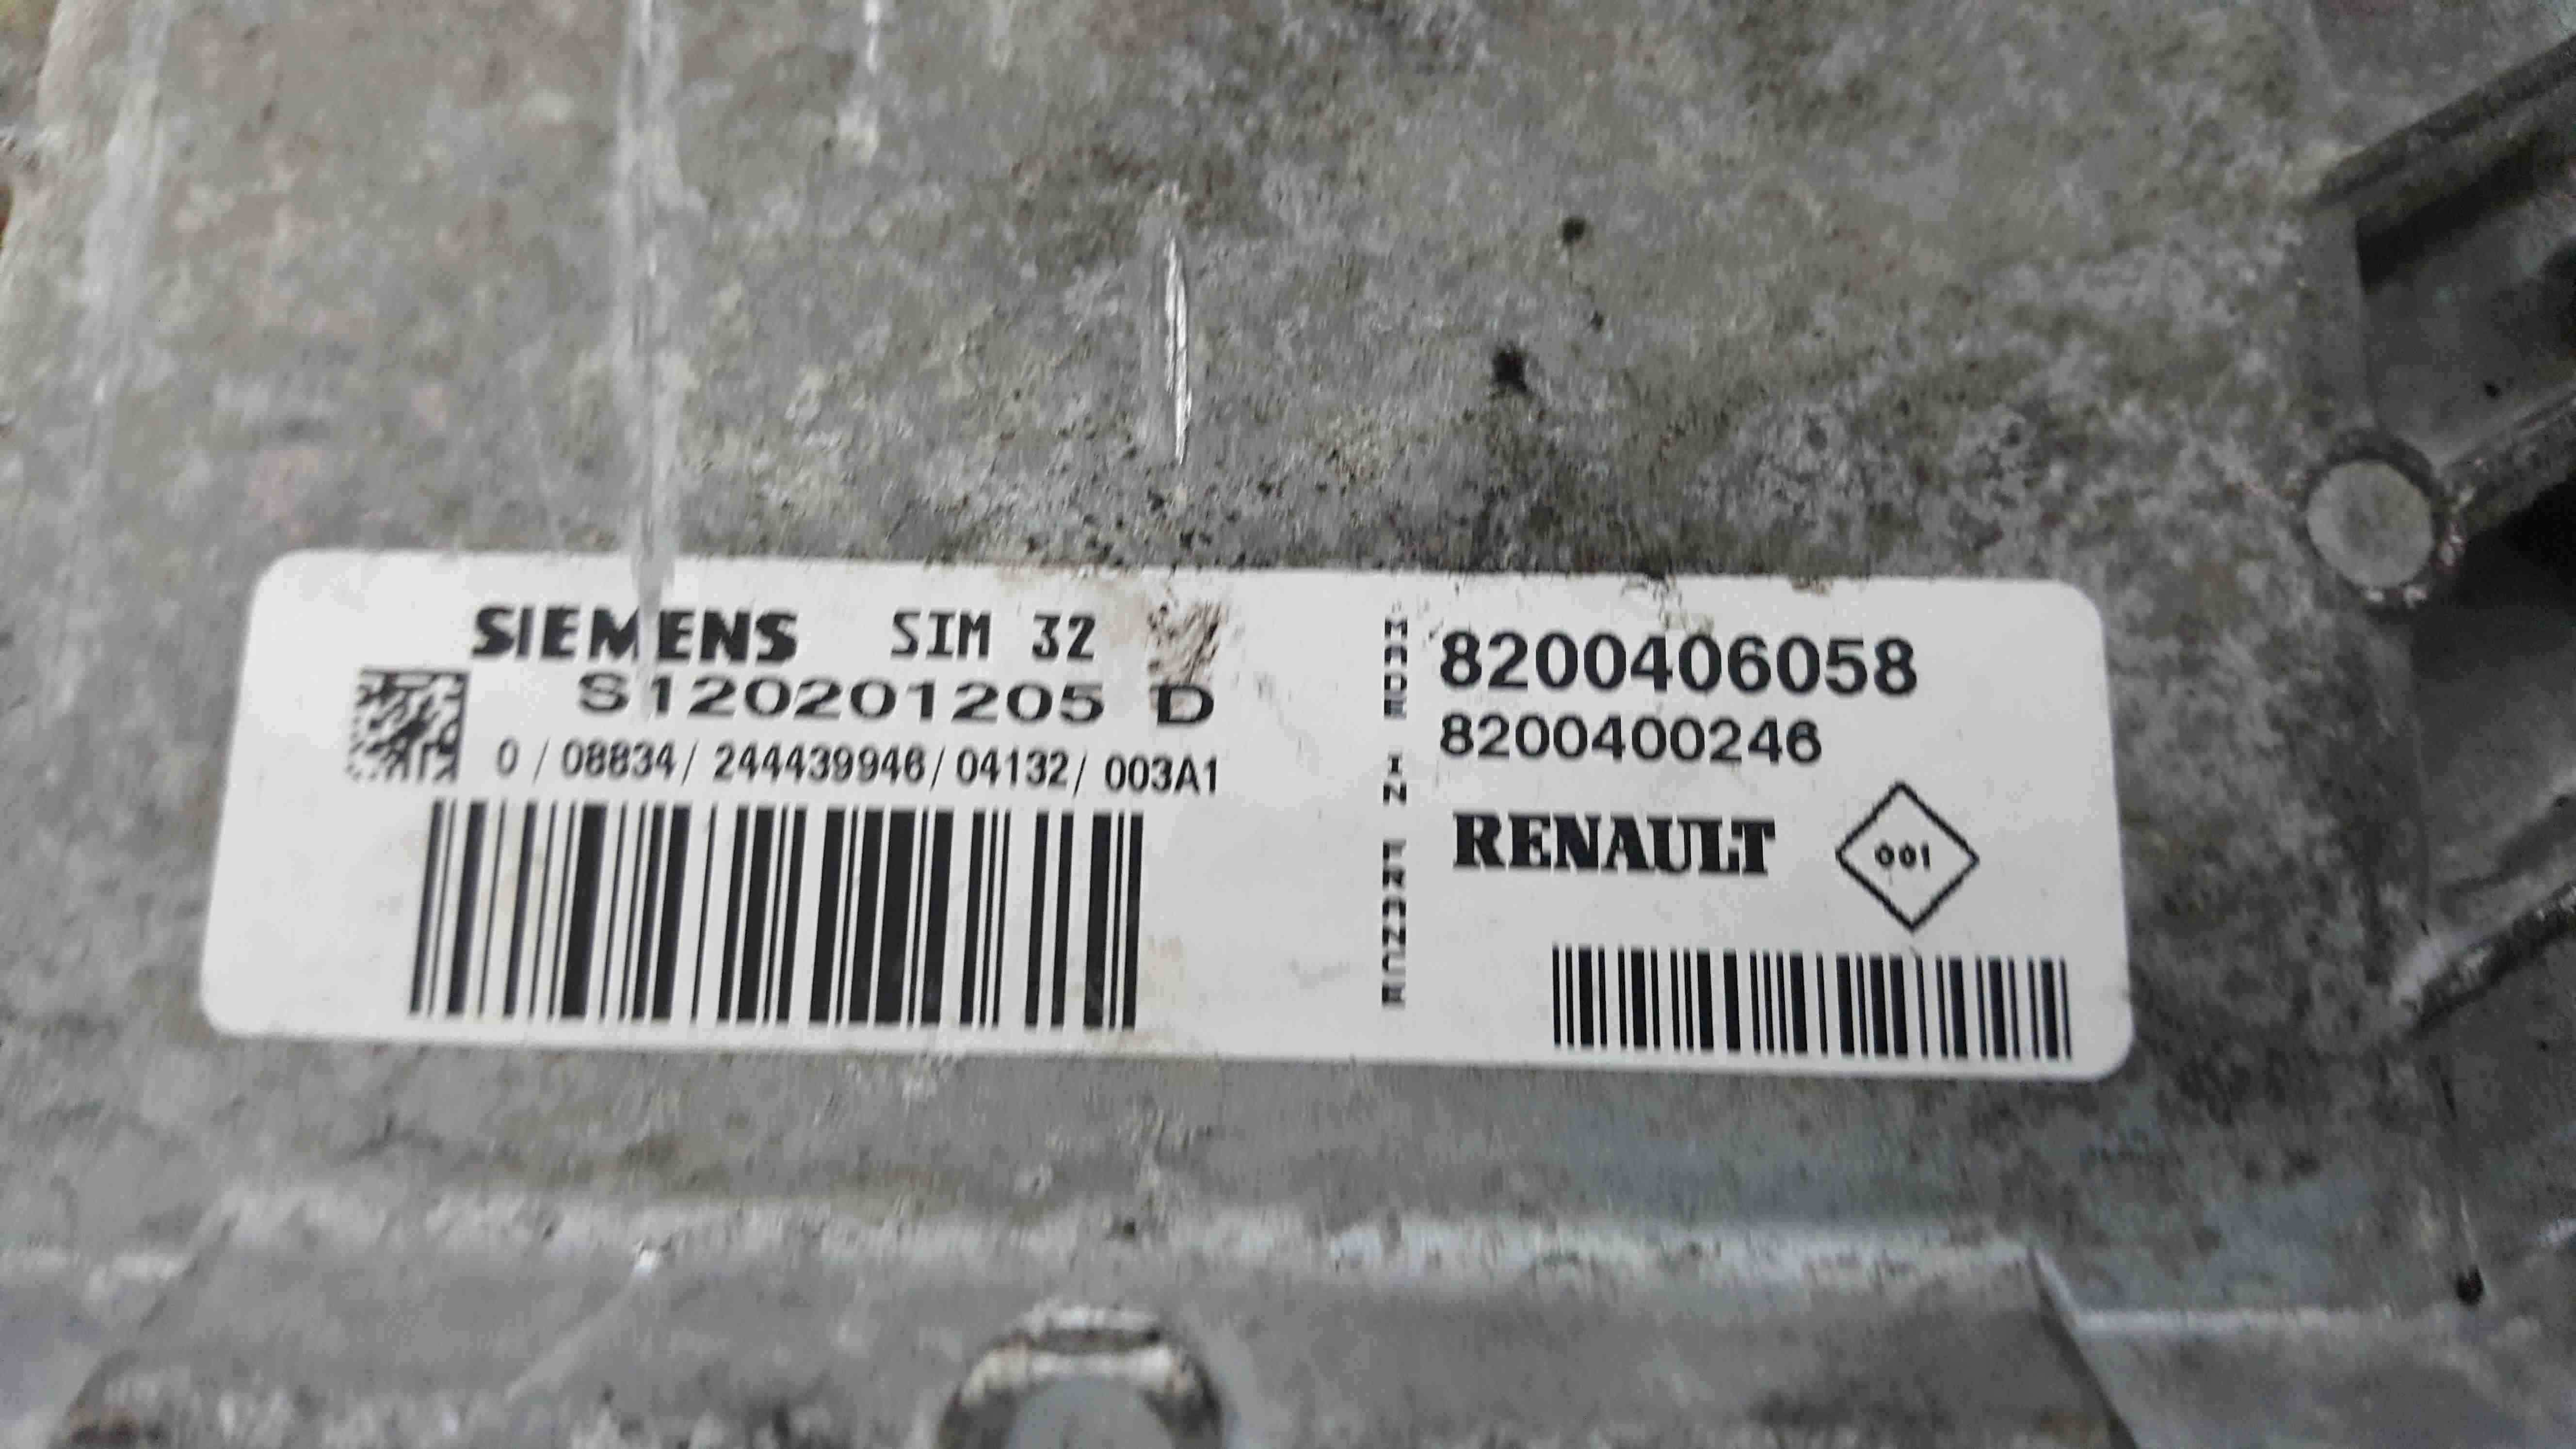 SIEMENS SIM 32
S120201205 D
0 / 08834 / 244439946 / 04132 / 003A1
MADE IN FRANCE
8200406058
8200400246
RENAULT 001